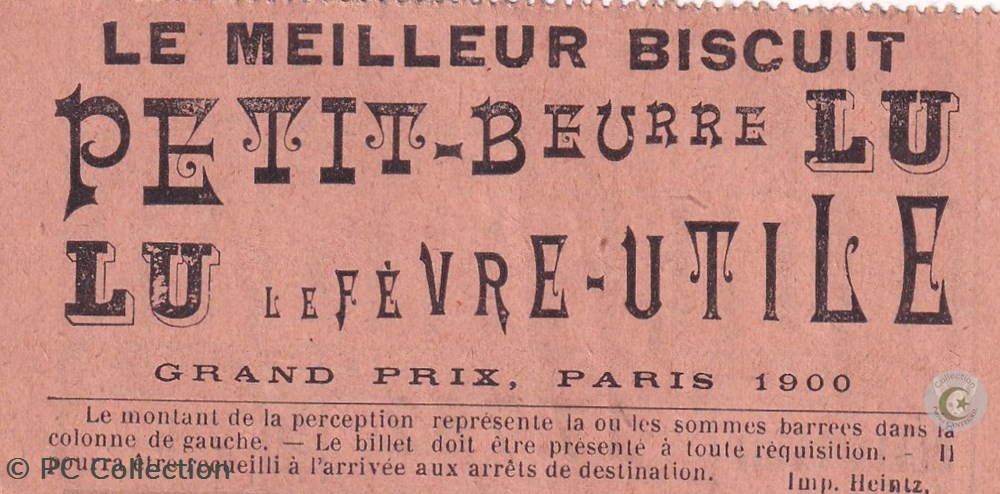 LE MEILLEUR BISCUIT
PETIT-BEURRE LU
LU LEFÈVRE-UTILE
GRAND PRIX, PARIS 1900
Le montant de la perception représente la ou les sommes barrées dans la
colonne de gauche. — Le billet doit être présenté à toute réquisition. - Il
pourra être recueilli à l'arrivée aux arrêts de destination.
Imp. Heintz.
© PC Collection
Collection